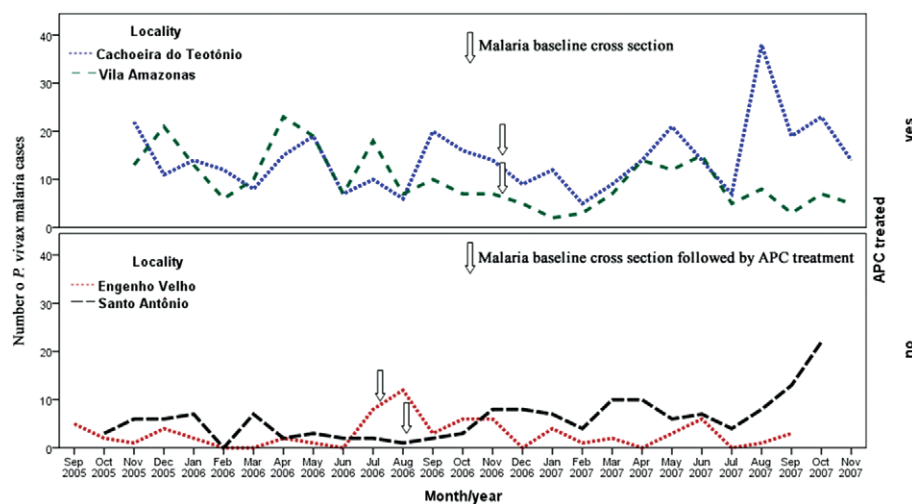 Locality
Cachoeira do Teotônio
Vila Amazonas
Malaria baseline cross section
40
30
20
10
0
yes
Locality
Engenho Velho
Santo Antônio
Malaria baseline cross section followed by APC treatment
40
30
20
10
0
no
Number o P. vivax malaria cases
APC treated
Sep Oct Nov Dec Jan Feb Mar Apr May Jun Jul Aug Sep Oct Nov Dec Jan Feb Mar Apr May Jun Jul Aug Sep Oct Nov
2005 2005 2005 2005 2006 2006 2006 2006 2006 2006 2006 2006 2006 2006 2006 2006 2007 2007 2007 2007 2007 2007 2007 2007 2007 2007 2007
Month/year